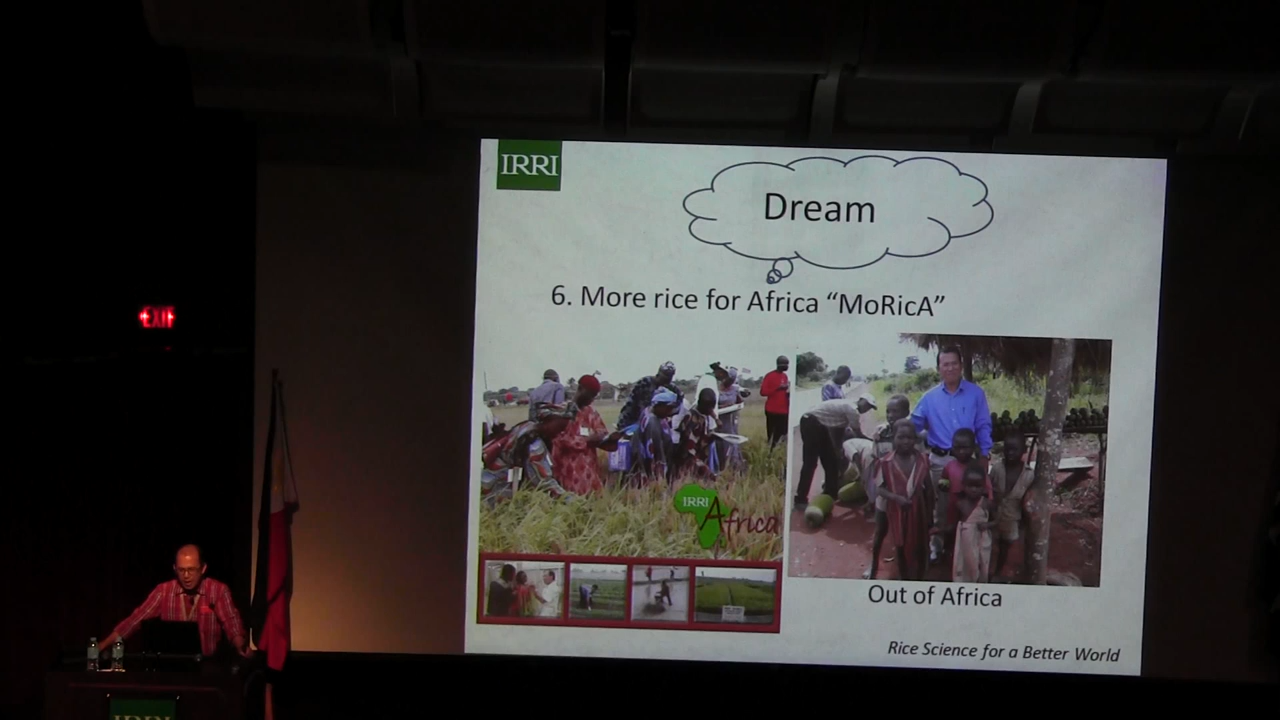 IRRI
Dream
6. More rice for Africa “MoRicA”
EXIT
IRRI
Africa
Out of Africa
Rice Science for a Better World
IRRI